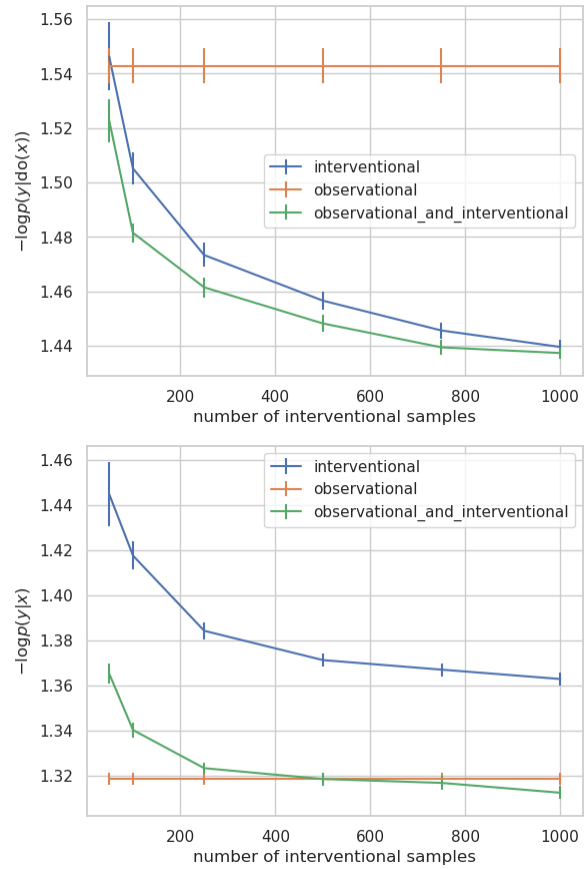 1.56
1.54
1.52
1.50
1.48
1.46
1.44
−logp(y|do(x))
interventional
observational
observational_and_interventional
200 400 600 800 1000
number of interventional samples
1.46
1.44
1.42
1.40
1.38
1.36
1.34
1.32
−logp(y|x)
interventional
observational
observational_and_interventional
200 400 600 800 1000
number of interventional samples